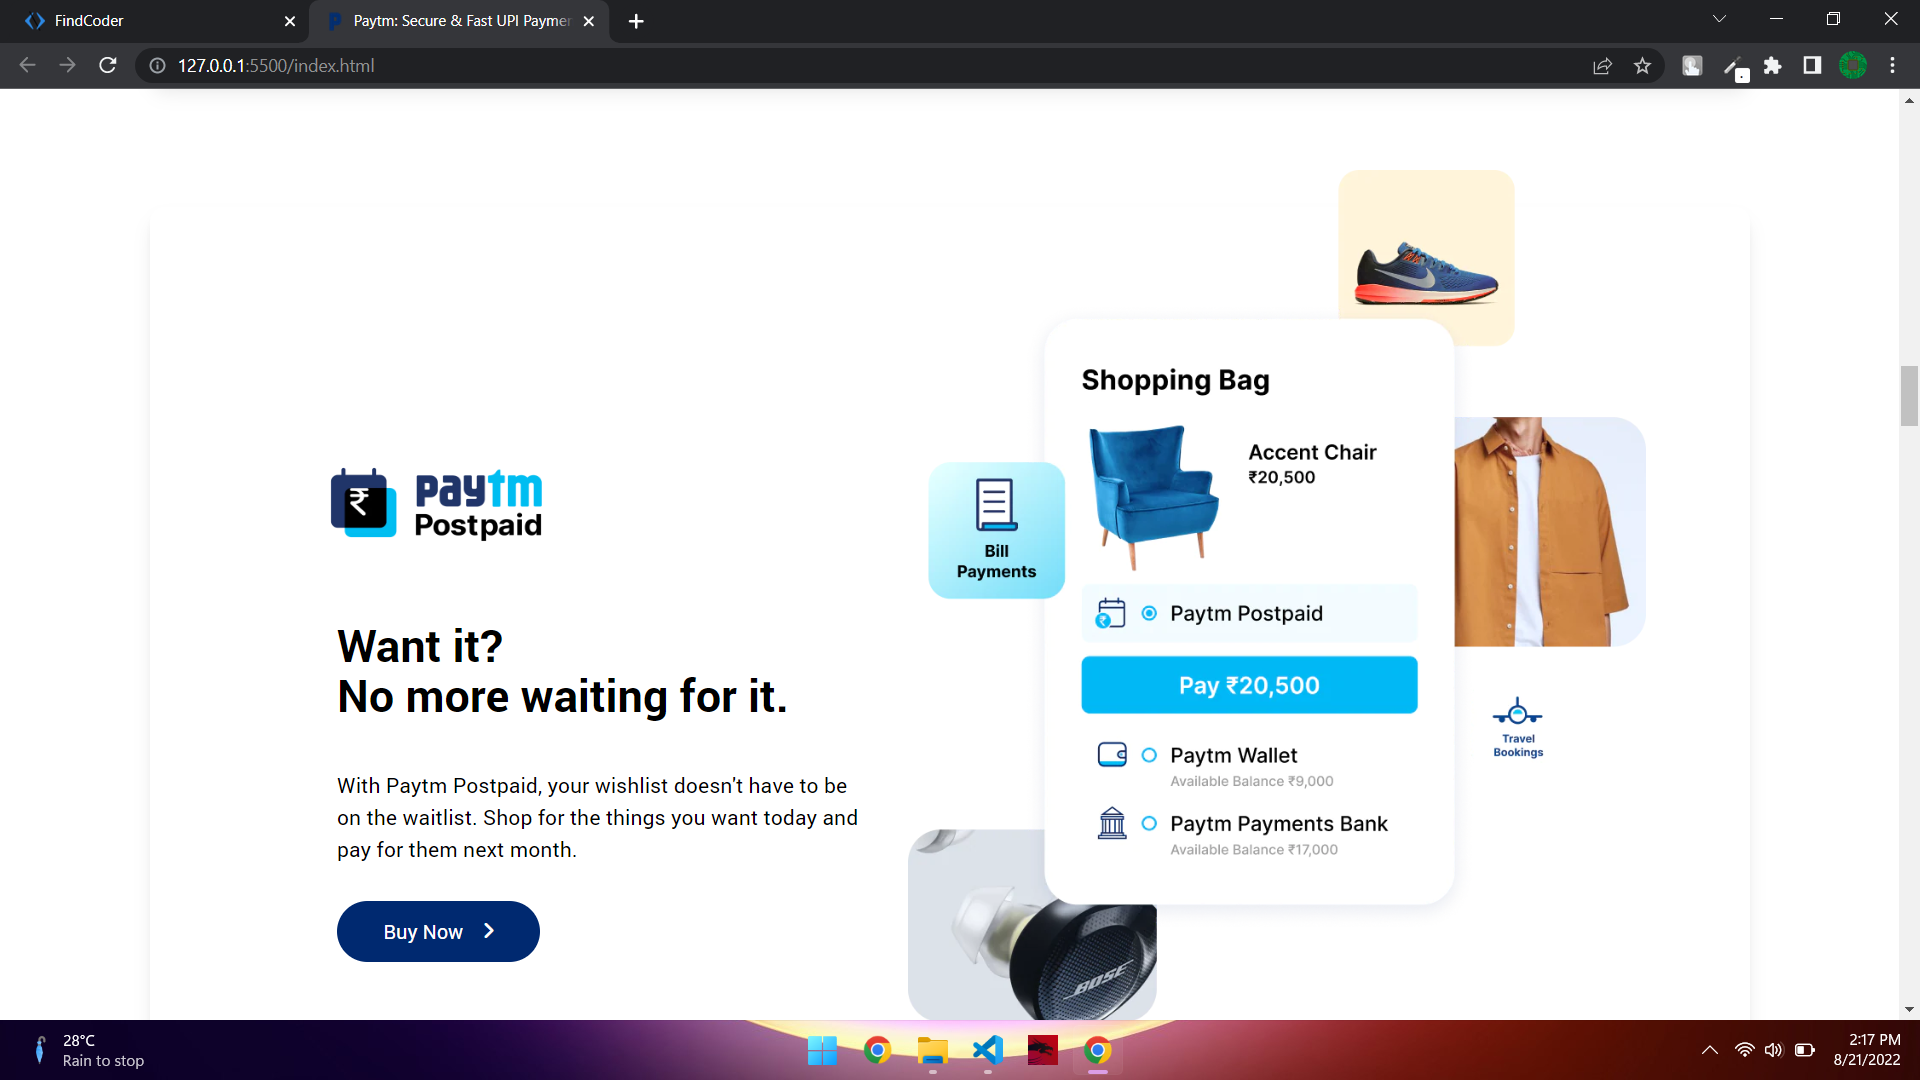 FindCoder
Paytm: Secure & Fast UPI Paymen
127.0.0.1:5500/index.html
paytm
Postpaid
Want it?
No more waiting for it.
With Paytm Postpaid, your wishlist doesn't have to be
on the waitlist. Shop for the things you want today and
pay for them next month.
Buy Now
Bill
Payments
Shopping Bag
Accent Chair
₹20,500
Paytm Postpaid
Pay ₹20,500
Paytm Wallet
Available Balance ₹9,000
Paytm Payments Bank
Available Balance ₹17,000
Travel
Bookings
BOSE
28°C
Rain to stop
2:17 PM
8/21/2022